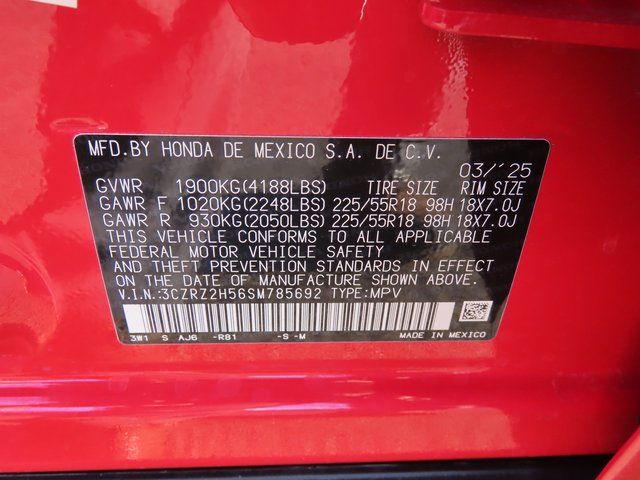 MFD.BY HONDA DE MEXICO S.A. DE C.V.
03/'25
GVWR 1900KG(4188LBS) TIRE SIZE RIM SIZE
GAWR F 1020KG(2248LBS) 225/55R18 98H 18X7.0J
GAWR R 930KG(2050LBS) 225/55R18 98H 18X7.0J
THIS VEHICLE CONFORMS TO ALL APPLICABLE
FEDERAL MOTOR VEHICLE SAFETY
AND THEFT PREVENTION STANDARDS IN EFFECT
ON THE DATE OF MANUFACTURE SHOWN ABOVE.
V.I.N.:3CZRZ2H56SM785692 TYPE:MPV
3W1 S AJ6 -R81 -S -M MADE IN MEXICO